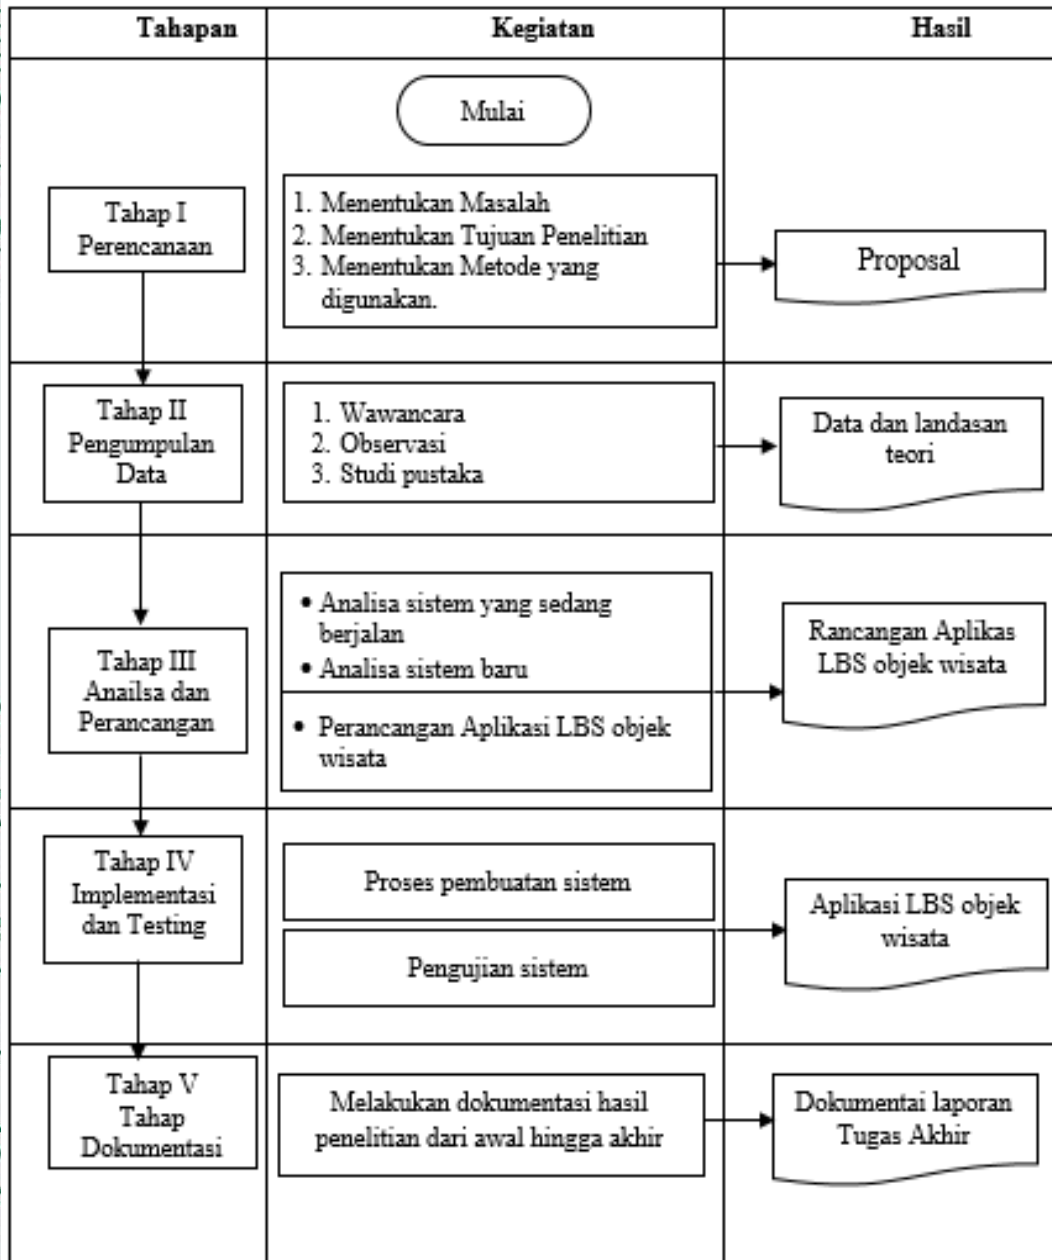 Tahapan
Kegiatan
Hasil
Mulai
Tahap I
Perencanaan
1. Menentukan Masalah
2. Menentukan Tujuan Penelitian
3. Menentukan Metode yang
digunakan.
Proposal
Tahap II
Pengumpulan
Data
1. Wawancara
2. Observasi
3. Studi pustaka
Data dan landasan
teori
Tahap III
Anailsa dan
Perancangan
• Analisa sistem yang sedang
berjalan
• Analisa sistem baru
• Perancangan Aplikasi LBS objek
wisata
Rancangan Aplikas
LBS objek wisata
Tahap IV
Implementasi
dan Testing
Proses pembuatan sistem
Pengujian sistem
Aplikasi LBS objek
wisata
Tahap V
Tahap
Dokumentasi
Melakukan dokumentasi hasil
penelitian dari awal hingga akhir
Dokumentai laporan
Tugas Akhir